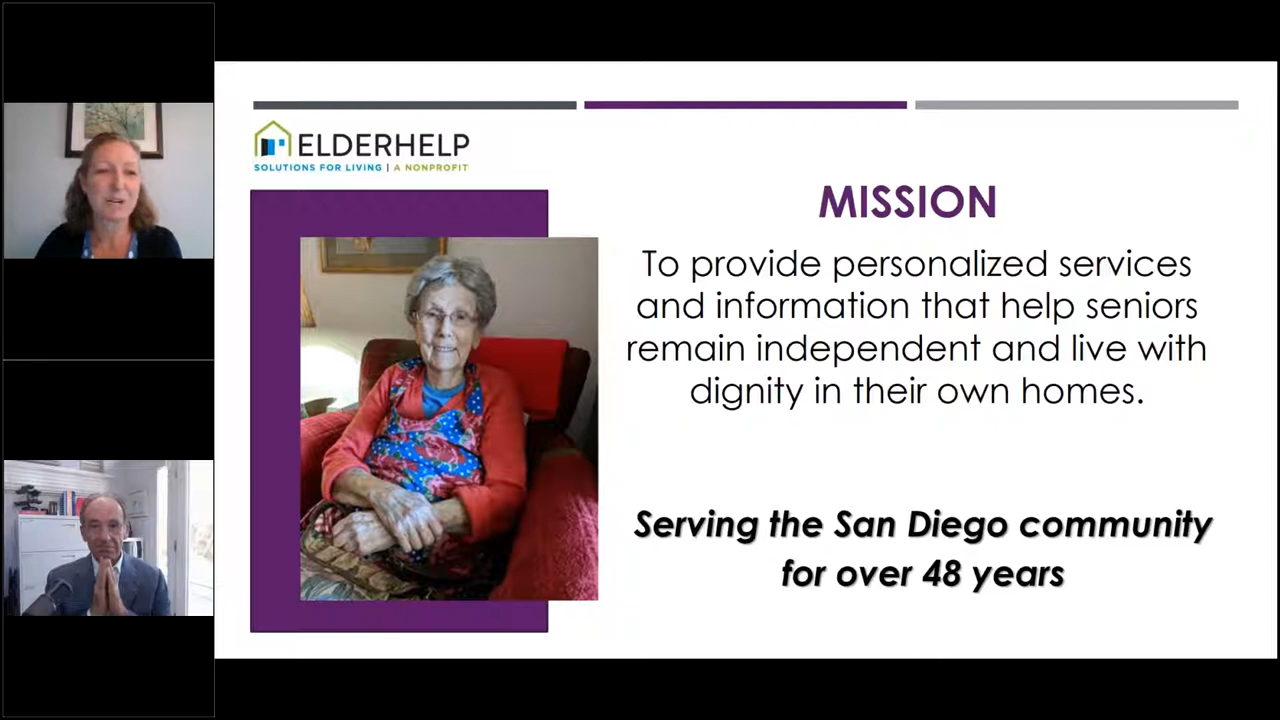 ELDERHELP
SOLUTIONS FOR LIVING | A NONPROFIT
MISSION
To provide personalized services
and information that help seniors
remain independent and live with
dignity in their own homes.
Serving the San Diego community
for over 48 years